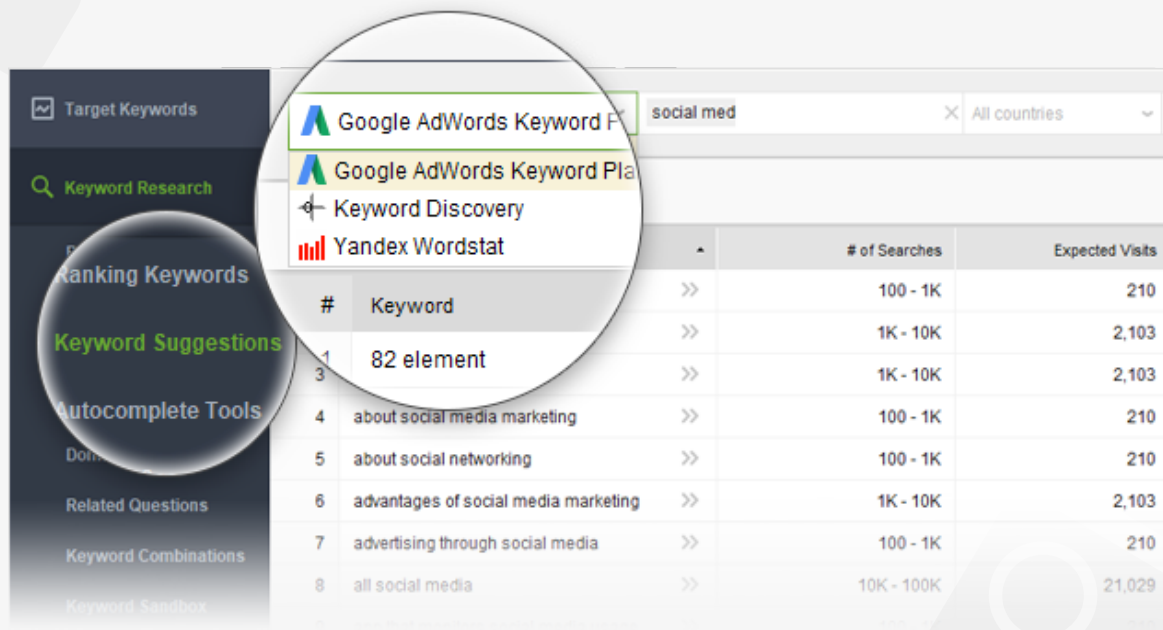 Target Keywords
Keyword Research
Ranking Keywords
Keyword Suggestions
Autocomplete Tools
Related Questions
Keyword Combinations
Keyword Sandbox
Google AdWords Keyword
social med
All countries
Google AdWords Keyword Pla
Keyword Discovery
Yandex Wordstat
# Keyword # of Searches Expected Visits
1 82 element 100 - 1K 210
1K - 10K 2,103
3 1K - 10K 2,103
4 about social media marketing 100 - 1K 210
5 about social networking 100 - 1K 210
6 advantages of social media marketing 1K - 10K 2,103
7 advertising through social media 100 - 1K 210
8 all social media 10K - 100K 21,029